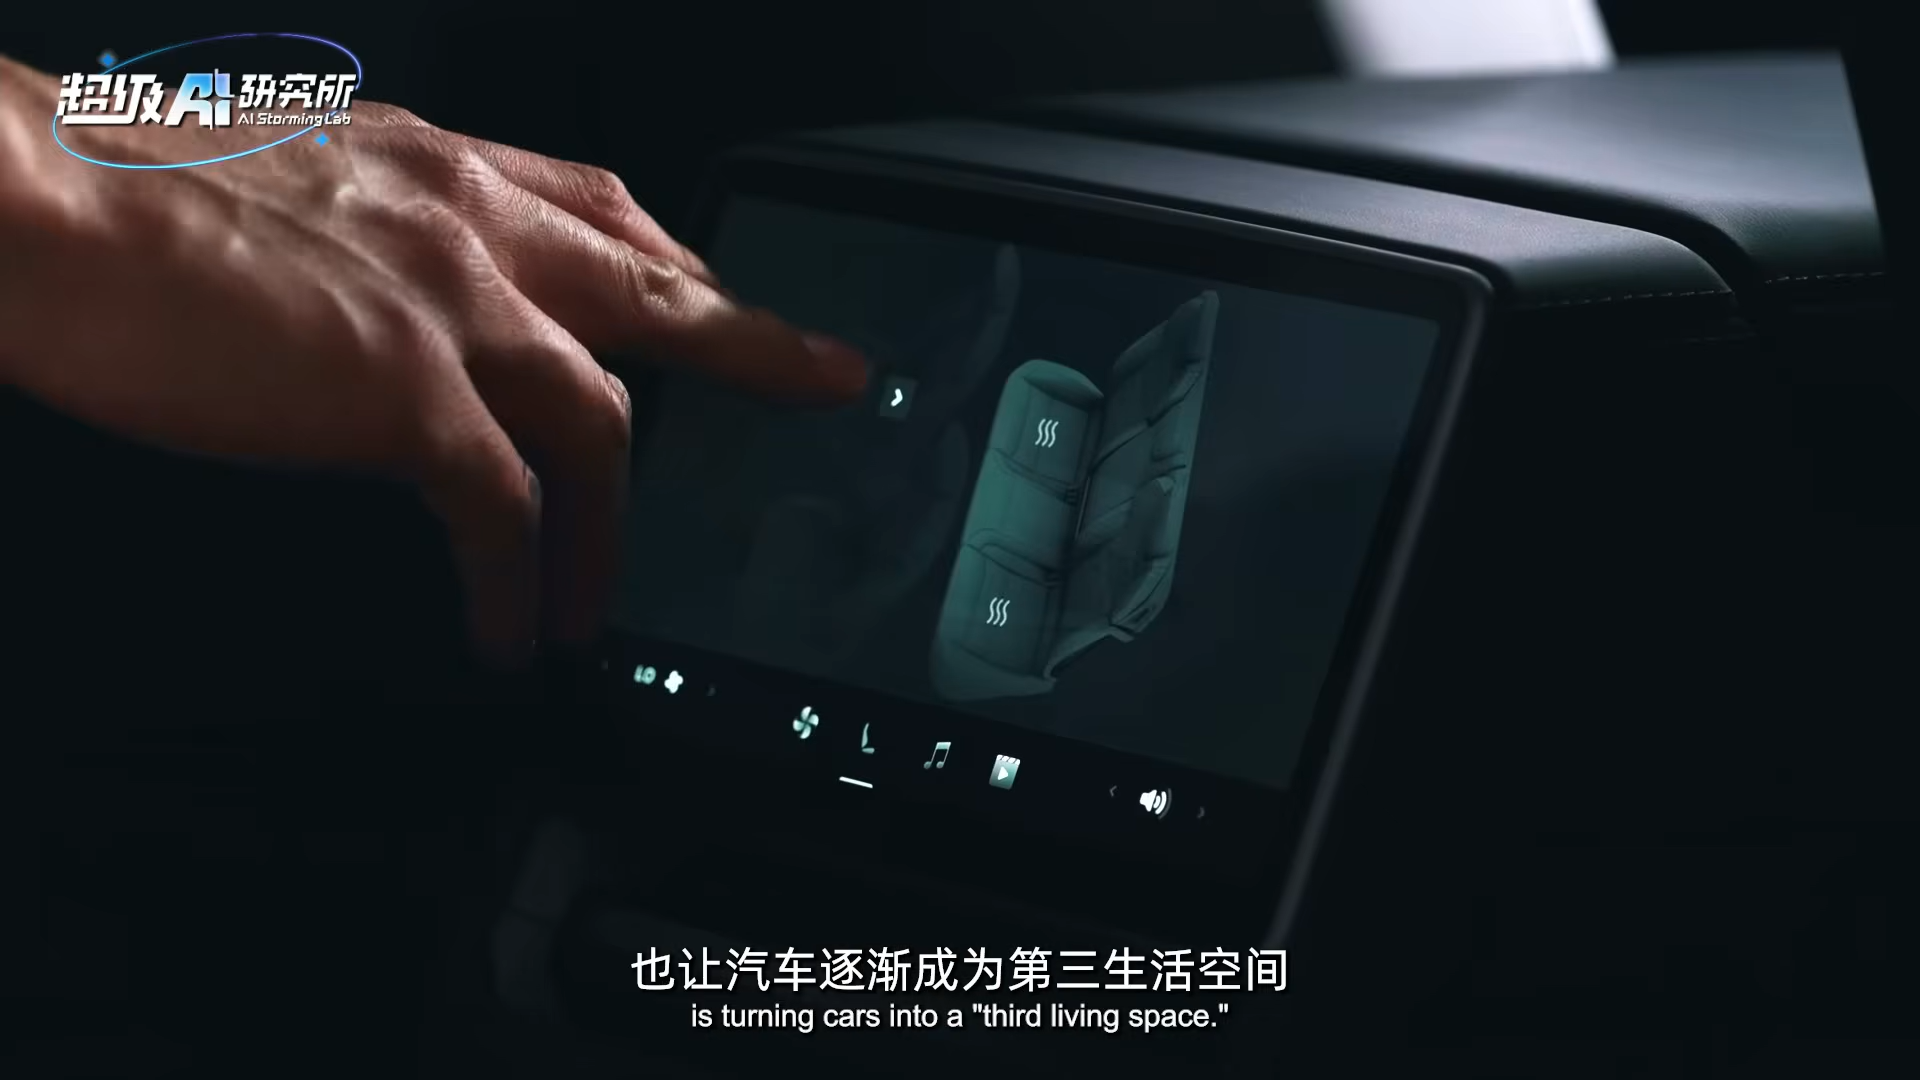 超级AI研究所
AI Storming Lab
LO
也让汽车逐渐成为第三生活空间
is turning cars into a "third living space."